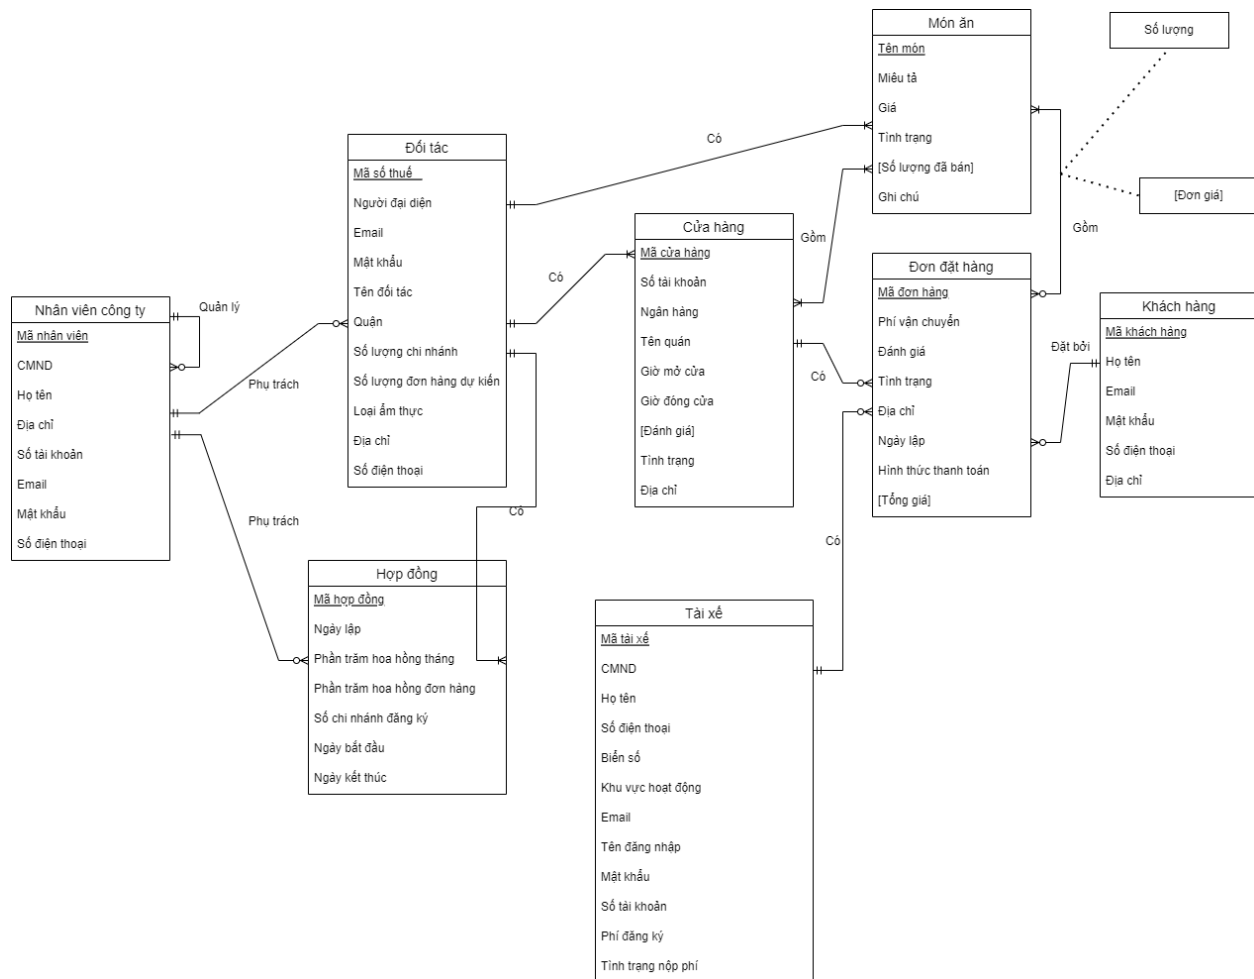 Món ăn
Tên món
Miêu tả
Giá
Tình trạng
[Số lượng đã bán]
Ghi chú
Số lượng
[Đơn giá]
Gồm
Có
Đối tác
Mã số thuế
Người đại diện
Email
Mật khẩu
Tên đối tác
Quận
Số lượng chi nhánh
Số lượng đơn hàng dự kiến
Loại ẩm thực
Địa chỉ
Số điện thoại
Có
Gồm
Cửa hàng
Mã cửa hàng
Số tài khoản
Ngân hàng
Tên quán
Giờ mở cửa
Giờ đóng cửa
[Đánh giá]
Tình trạng
Địa chỉ
Có
Đơn đặt hàng
Mã đơn hàng
Phí vận chuyển
Đánh giá
Tình trạng
Địa chỉ
Ngày lập
Hình thức thanh toán
[Tổng giá]
Đặt bởi
Khách hàng
Mã khách hàng
Họ tên
Email
Mật khẩu
Số điện thoại
Địa chỉ
Nhân viên công ty
Mã nhân viên
CMND
Họ tên
Địa chỉ
Số tài khoản
Email
Mật khẩu
Số điện thoại
Quản lý
Phụ trách
Phụ trách
Có
Hợp đồng
Mã hợp đồng
Ngày lập
Phần trăm hoa hồng tháng
Phần trăm hoa hồng đơn hàng
Số chi nhánh đăng ký
Ngày bắt đầu
Ngày kết thúc
Có
Tài xế
Mã tài xế
CMND
Họ tên
Số điện thoại
Biển số
Khu vực hoạt động
Email
Tên đăng nhập
Mật khẩu
Số tài khoản
Phí đăng ký
Tình trạng nộp phí